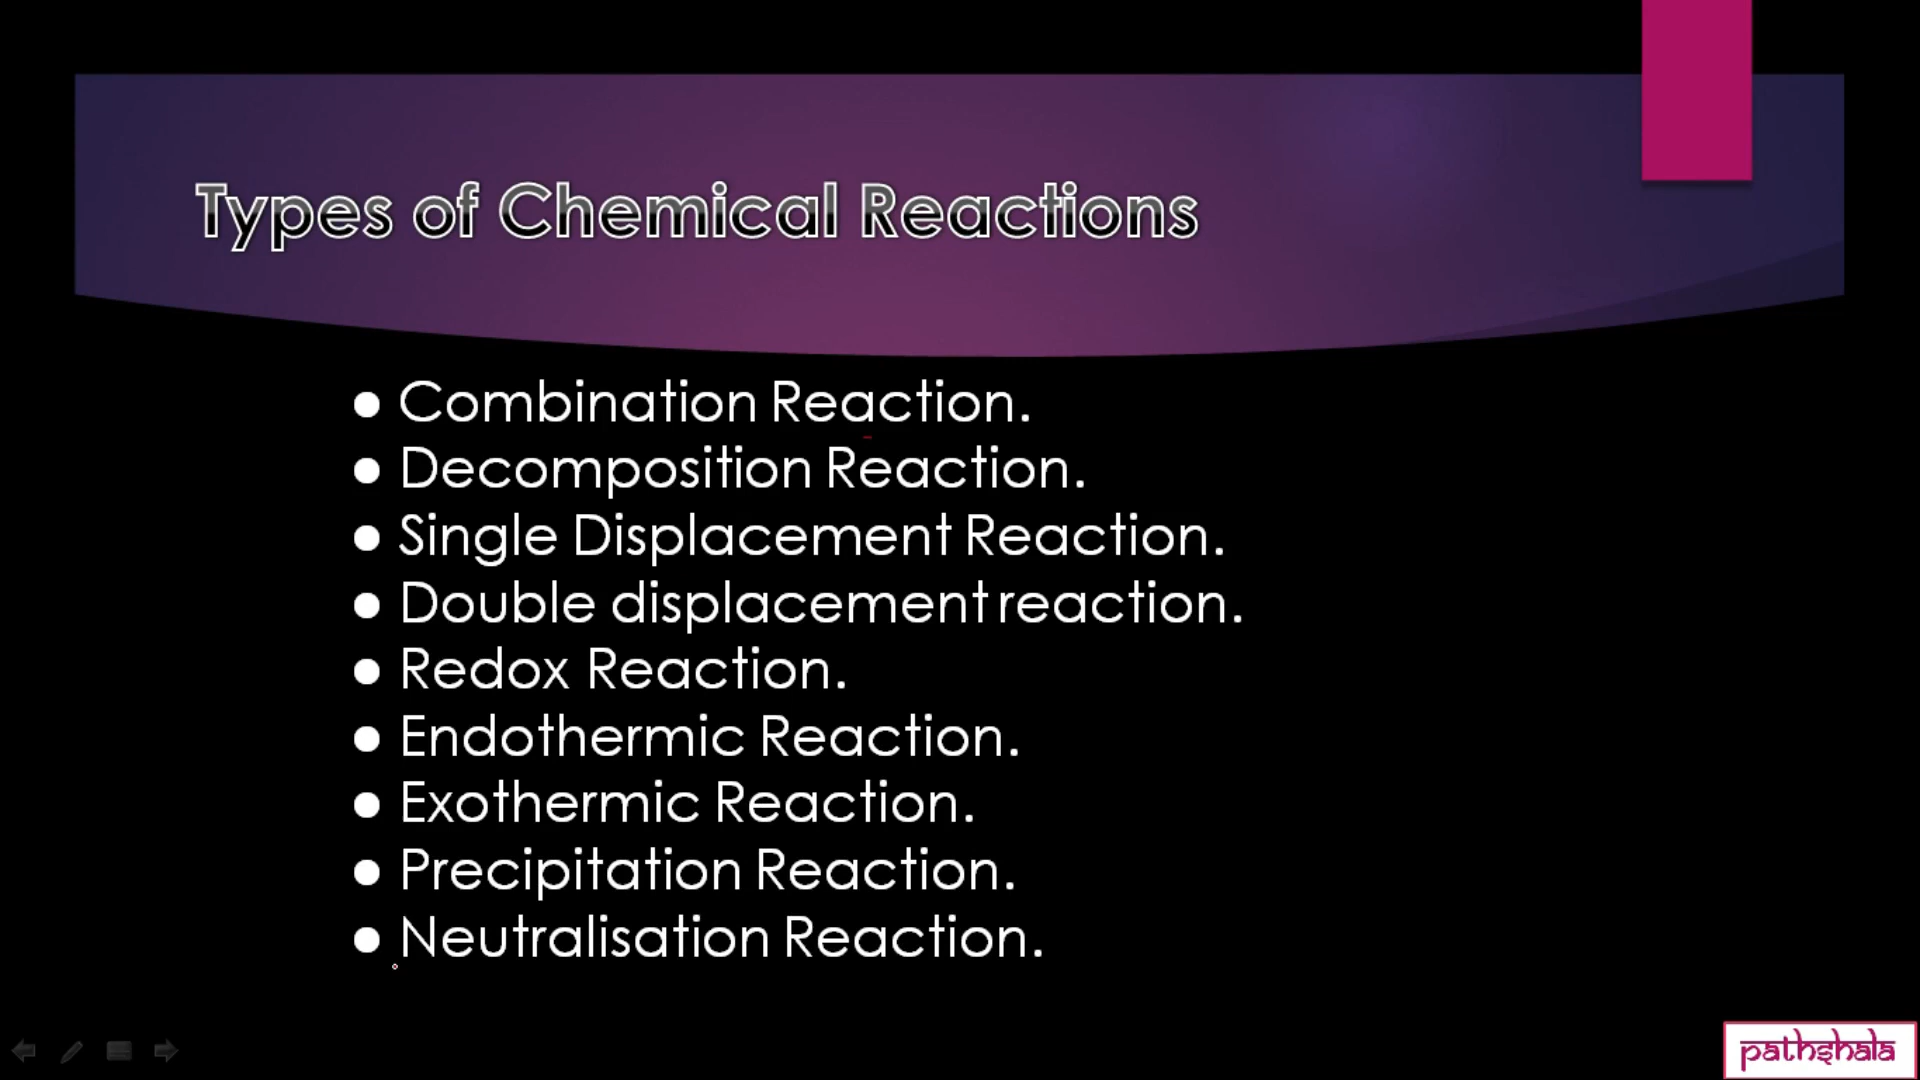 Types of Chemical Reactions
● Combination Reaction.
● Decomposition Reaction.
● Single Displacement Reaction.
● Double displacement reaction.
● Redox Reaction.
● Endothermic Reaction.
● Exothermic Reaction.
● Precipitation Reaction.
● Neutralisation Reaction.
pathshala